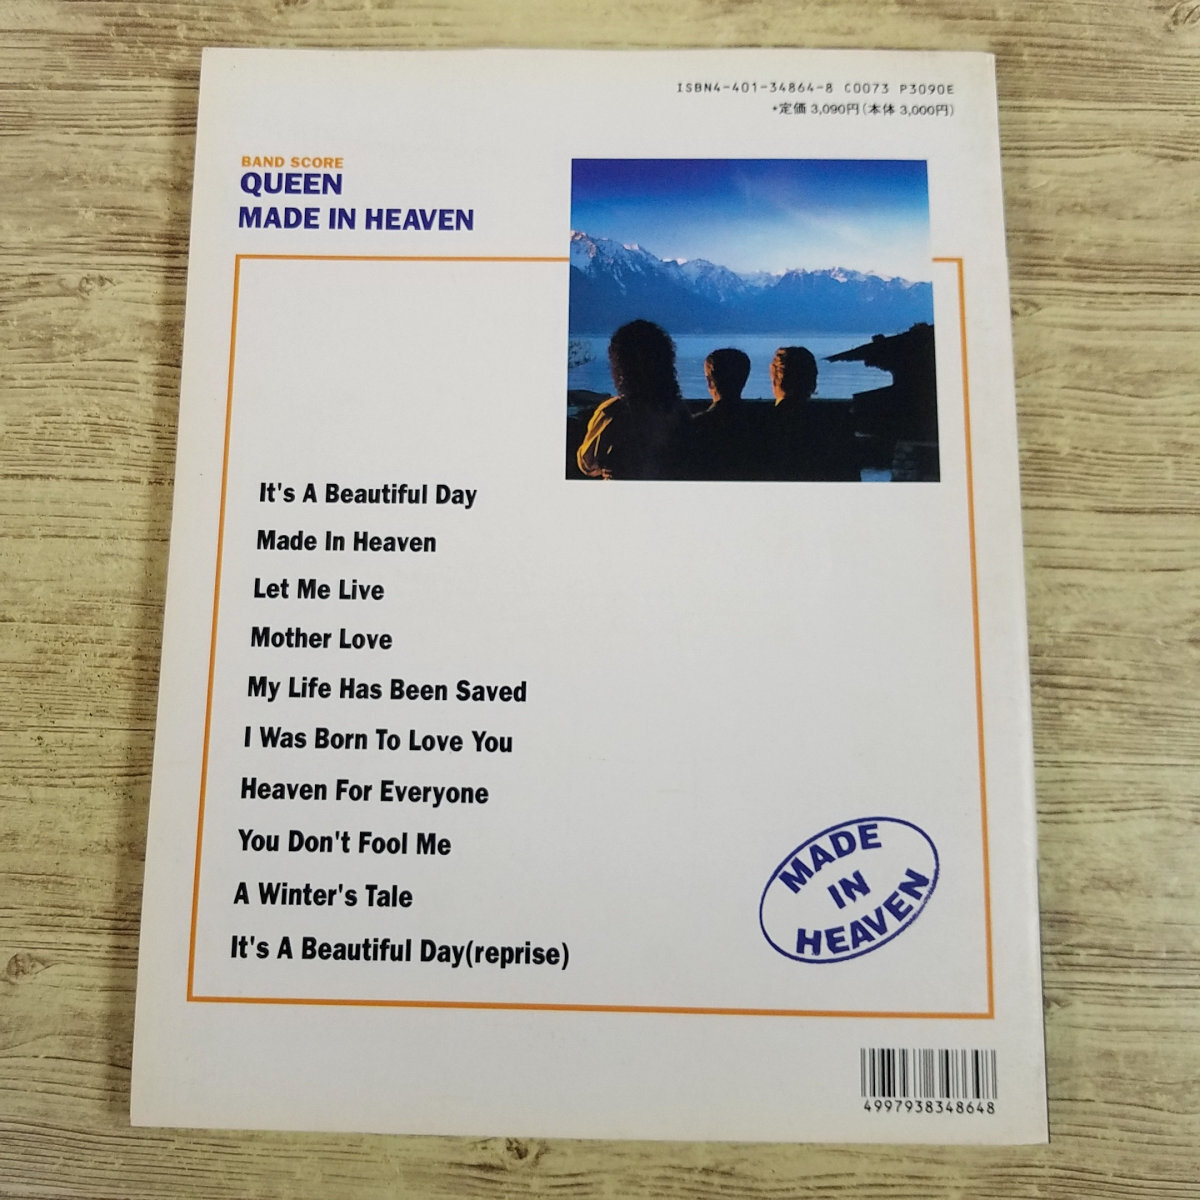 ISBN4-401-34864-8 C0073 P3090E
•定価 3,090円(本体 3,000円)
BAND SCORE
QUEEN
MADE IN HEAVEN
It's A Beautiful Day
Made In Heaven
Let Me Live
Mother Love
My Life Has Been Saved
I Was Born To Love You
Heaven For Everyone
You Don't Fool Me
A Winter's Tale
It's A Beautiful Day(reprise)
MADE
IN
HEAVEN
4997938348648